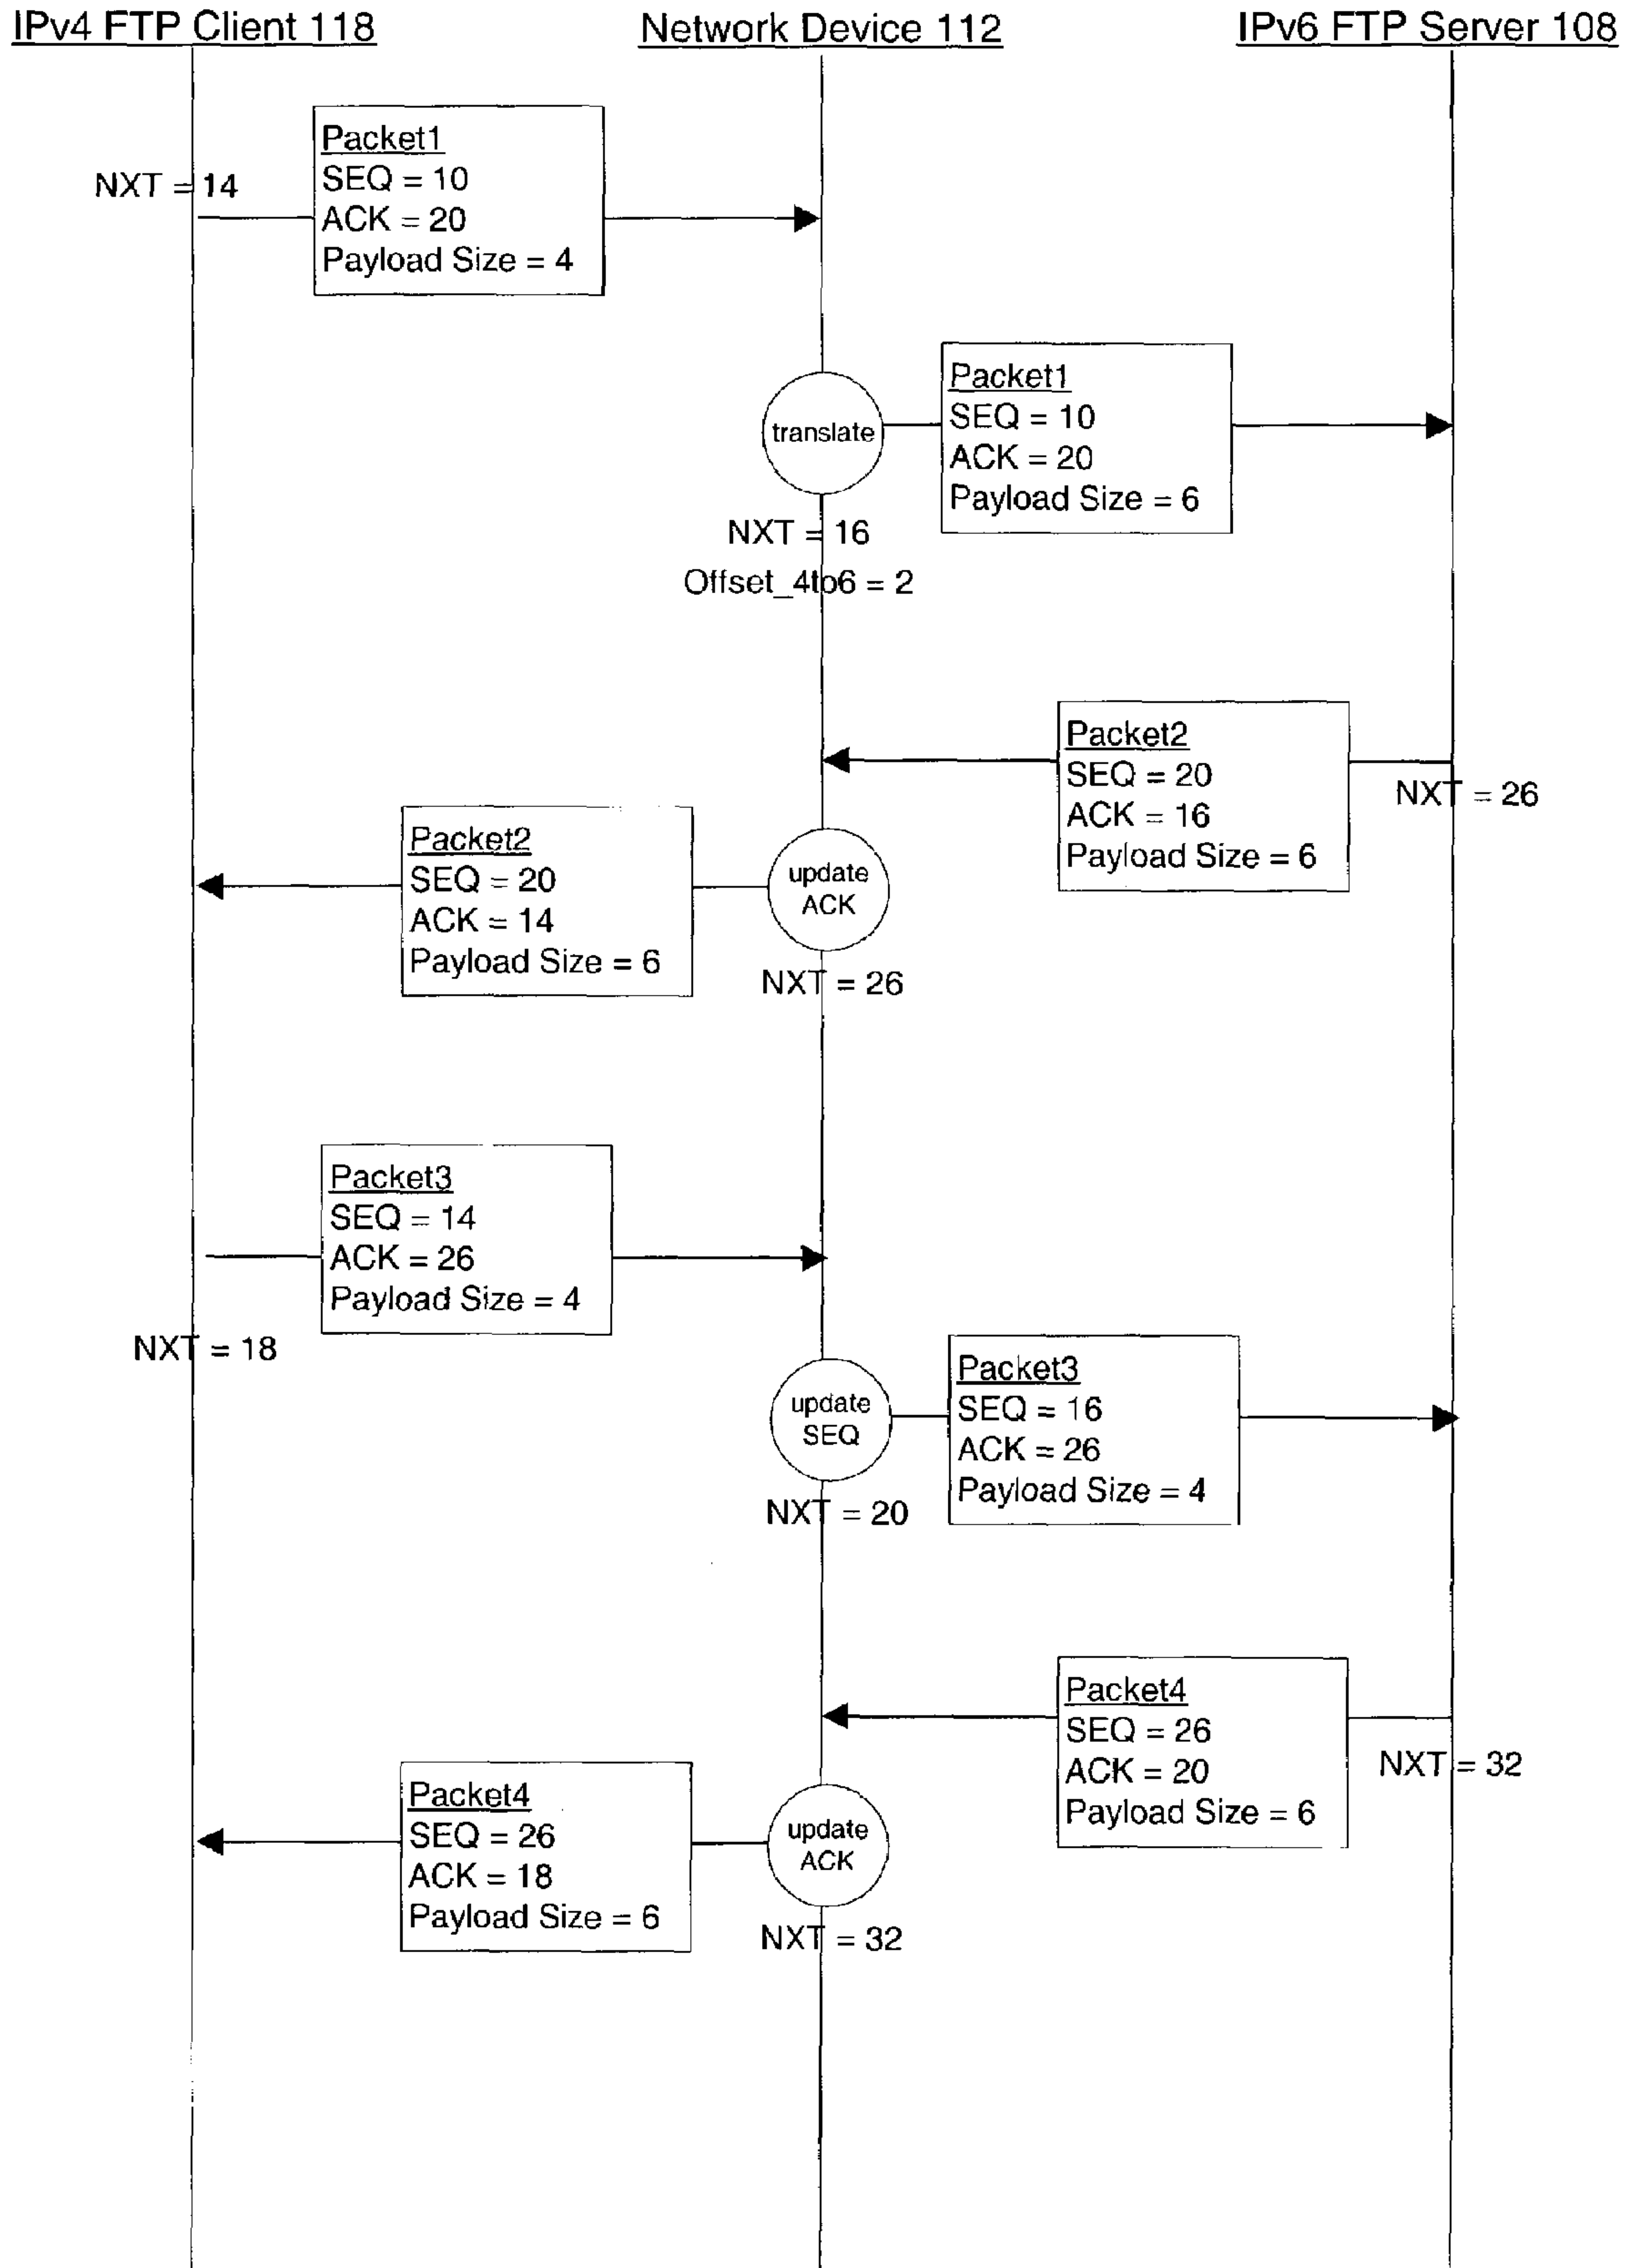 IPv4 FTP Client 118
Network Device 112
IPv6 FTP Server 108
Packet1
SEQ = 10
ACK = 20
Payload Size = 4
NXT = 14
translate
Packet1
SEQ = 10
ACK = 20
Payload Size = 6
NXT = 16
Offset_4to6 = 2
Packet2
SEQ = 20
ACK = 16
Payload Size = 6
NXT = 26
update
ACK
Packet2
SEQ = 20
ACK = 14
Payload Size = 6
NXT = 26
Packet3
SEQ = 14
ACK = 26
Payload Size = 4
NXT = 18
update
SEQ
Packet3
SEQ = 16
ACK = 26
Payload Size = 4
NXT = 20
Packet4
SEQ = 26
ACK = 20
Payload Size = 6
NXT = 32
update
ACK
Packet4
SEQ = 26
ACK = 18
Payload Size = 6
NXT = 32